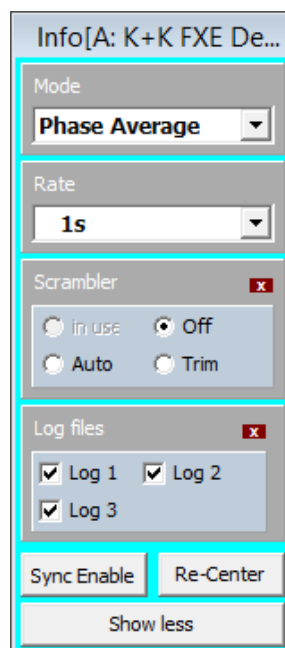 Info[A: K+K FXE De...
Mode
Phase Average
Rate
1s
Scrambler x
in use Off
Auto Trim
Log files x
Log 1 Log 2
Log 3
Sync Enable Re-Center
Show less